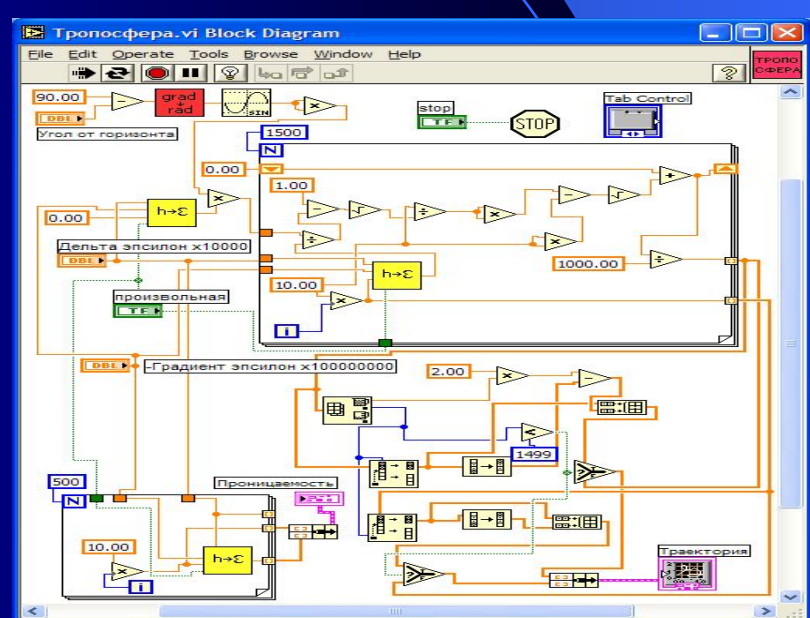 Тропосфера.vi Block Diagram
File Edit Operate Tools Browse Window Help
?
ТРОПО
СФЕРА
90.00
DBL
grad
rad
SIN
Угол от горизонта
stop
TF
STOP
Tab Control
1500
N
0.00
1.00
0.00
h→Σ
Дельта эпсилон x10000
DBL
произвольная
TF
10.00
h→Σ
i
1000.00
DBL
-Градиент эпсилон x100000000
2.00
1499
500
N
Проницаемость
10.00
h→Σ
i
Траектория